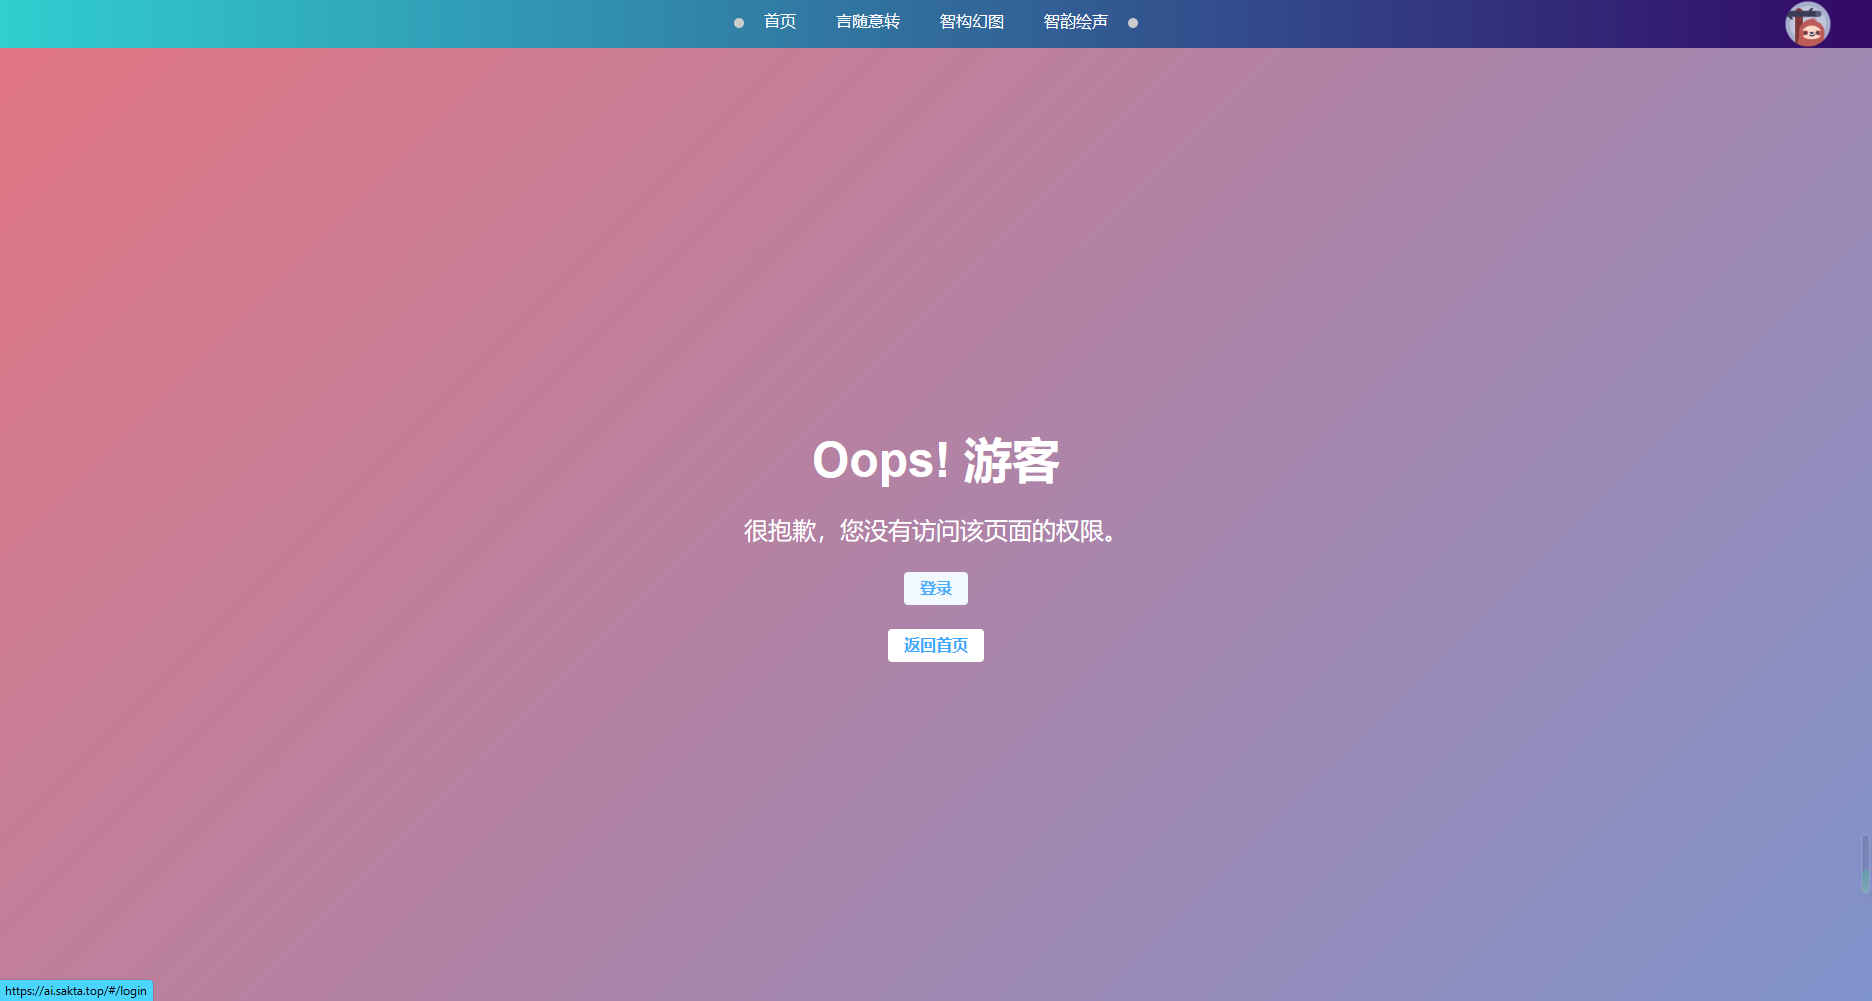 首页 言随意转 智构幻图 智韵绘声
Oops! 游客
很抱歉，您没有访问该页面的权限。
登录
返回首页
https://ai.sakta.top/#/login